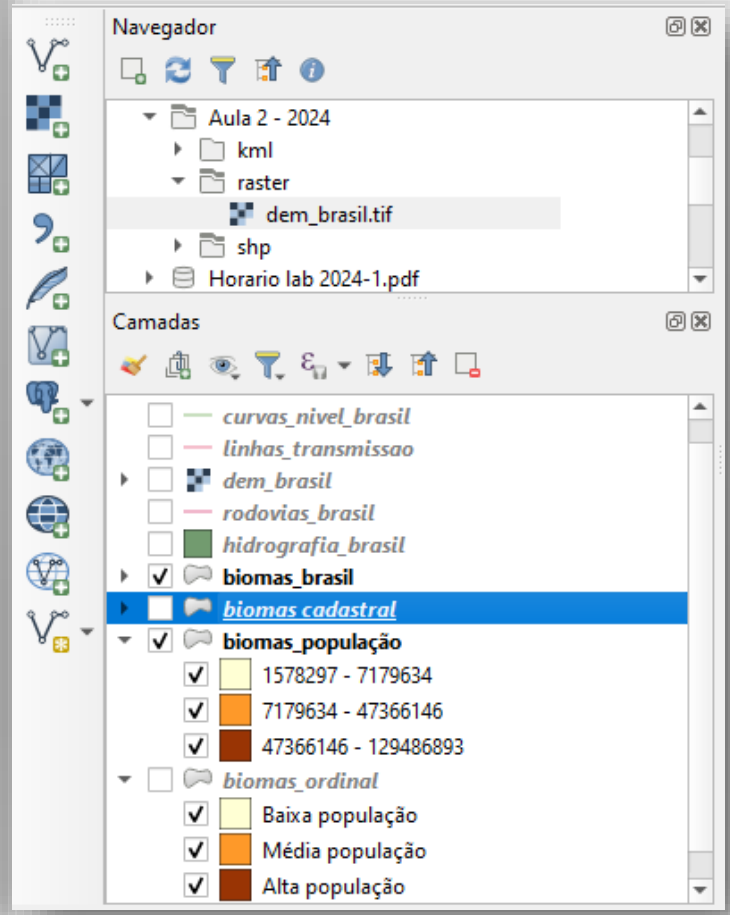 Navegador
Aula 2 - 2024
kml
raster
dem_brasil.tif
shp
Horario lab 2024-1.pdf
Camadas
curvas_nivel_brasil
linhas_transmissao
dem_brasil
rodovias_brasil
hidrografia_brasil
biomas_brasil
biomas cadastral
biomas_população
1578297 - 7179634
7179634 - 47366146
47366146 - 129486893
biomas_ordinal
Baixa população
Média população
Alta população